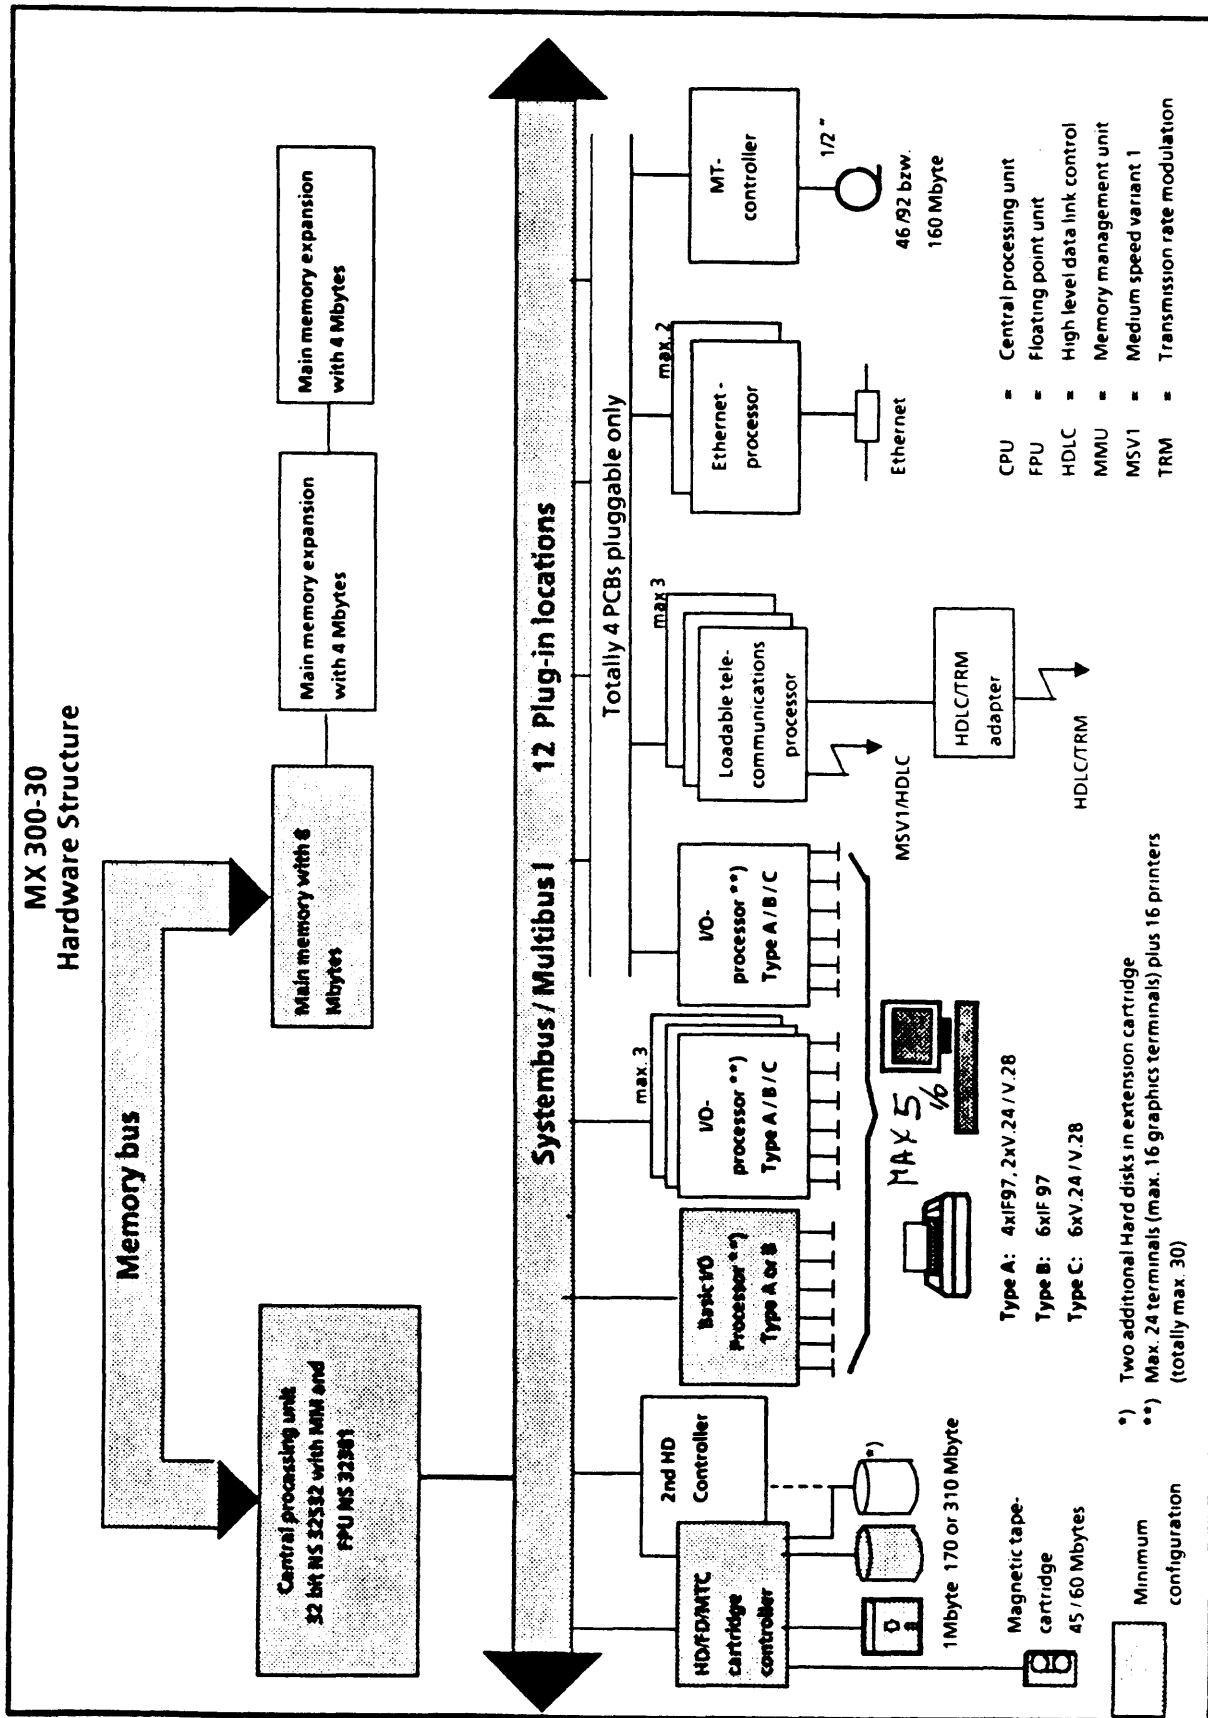 MX 300-30
Hardware Structure
Memory bus
Central processing unit
32 bit NS 32532 with MM and
FPU NS 32381
Main memory with 8
Mbytes
Main memory expansion
with 4 Mbytes
Main memory expansion
with 4 Mbytes
Systembus / Multibus I 12 Plug-in locations
Totally 4 PCBs pluggable only
HD/FD/MTC
cartridge
controller
2nd HD
Controller
Basic I/O
Processor **)
Type A or B
max. 3
I/O-
processor **)
Type A / B / C
I/O-
processor **)
Type A / B / C
max 3
Loadable tele-
communications
processor
max. 2
Ethernet -
processor
MT-
controller
*)
1Mbyte 170 or 310 Mbyte
Magnetic tape-
cartridge
45 / 60 Mbytes
MAX 5
I/O
MSV1/HDLC
HDLC/TRM
adapter
HDLC/TRM
Ethernet
1/2 "
46 /92 bzw.
160 Mbyte
Type A: 4xIF97, 2xV.24 / V.28
Type B: 6xIF 97
Type C: 6xV.24 / V.28
CPU = Central processing unit
FPU = Floating point unit
HDLC = High level data link control
MMU = Memory management unit
MSV1 = Medium speed variant 1
TRM = Transmission rate modulation
Minimum
configuration
*) Two additional Hard disks in extension cartridge
**) Max. 24 terminals (max. 16 graphics terminals) plus 16 printers
(totally max. 30)